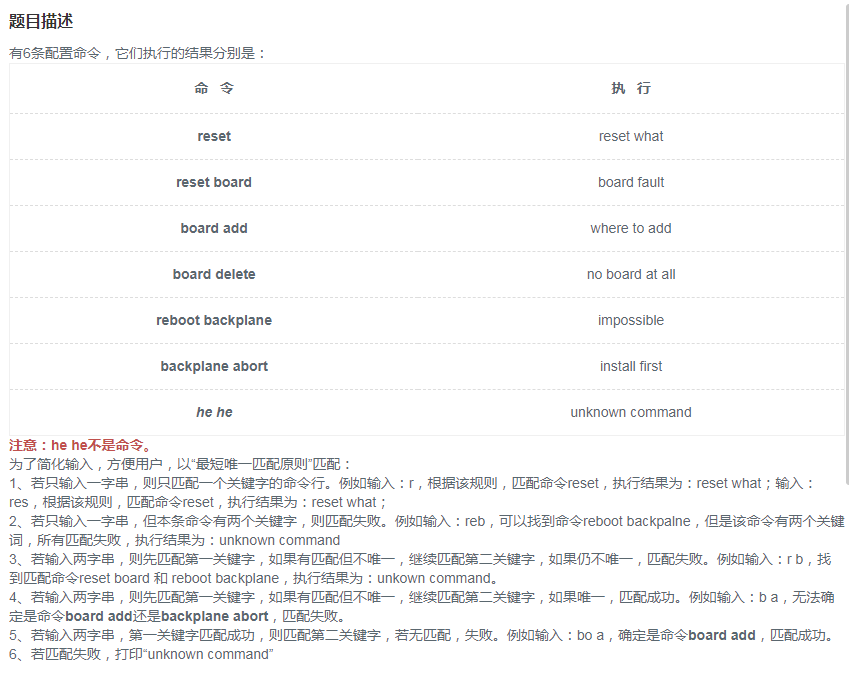 题目描述
有6条配置命令，它们执行的结果分别是：
命 令 执 行
reset reset what
reset board board fault
board add where to add
board delete no board at all
reboot backplane impossible
backplane abort install first
he he unknown command
注意：he he不是命令。
为了简化输入，方便用户，以“最短唯一匹配原则”匹配：
1、若只输入一字串，则只匹配一个关键字的命令行。例如输入：r，根据该规则，匹配命令reset，执行结果为：reset what；输入：
res，根据该规则，匹配命令reset，执行结果为：reset what；
2、若只输入一字串，但本条命令有两个关键字，则匹配失败。例如输入：reb，可以找到命令reboot backpalne，但是该命令有两个关键
词，所有匹配失败，执行结果为：unknown command
3、若输入两字串，则先匹配第一关键字，如果有匹配但不唯一，继续匹配第二关键字，如果仍不唯一，匹配失败。例如输入：r b，找
到匹配命令reset board 和 reboot backplane，执行结果为：unkown command。
4、若输入两字串，则先匹配第一关键字，如果有匹配但不唯一，继续匹配第二关键字，如果唯一，匹配成功。例如输入：b a，无法确
定是命令board add还是backplane abort，匹配失败。
5、若输入两字串，第一关键字匹配成功，则匹配第二关键字，若无匹配，失败。例如输入：bo a，确定是命令board add，匹配成功。
6、若匹配失败，打印“unknown command”